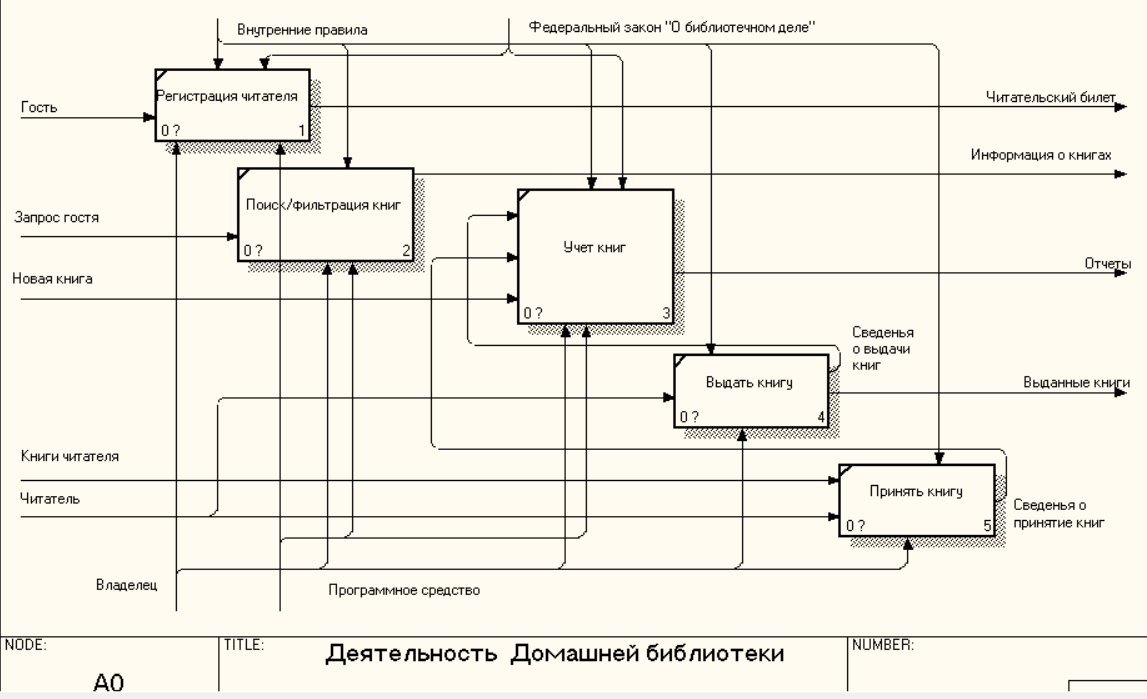 Внутренние правила
Федеральный закон "О библиотечном деле"
Гость
Регистрация читателя
0 ?
1
Читательский билет
Информация о книгах
Запрос гостя
Поиск/фильтрация книг
0 ?
2
Новая книга
Учет книг
0 ?
3
Отчеты
Сведенья
о выдачи
книг
Выдать книгу
0 ?
4
Выданные книги
Книги читателя
Читатель
Принять книгу
0 ?
5
Сведенья о
принятие книг
Владелец
Программное средство
NODE:
A0
TITLE:
Деятельность Домашней библиотеки
NUMBER: